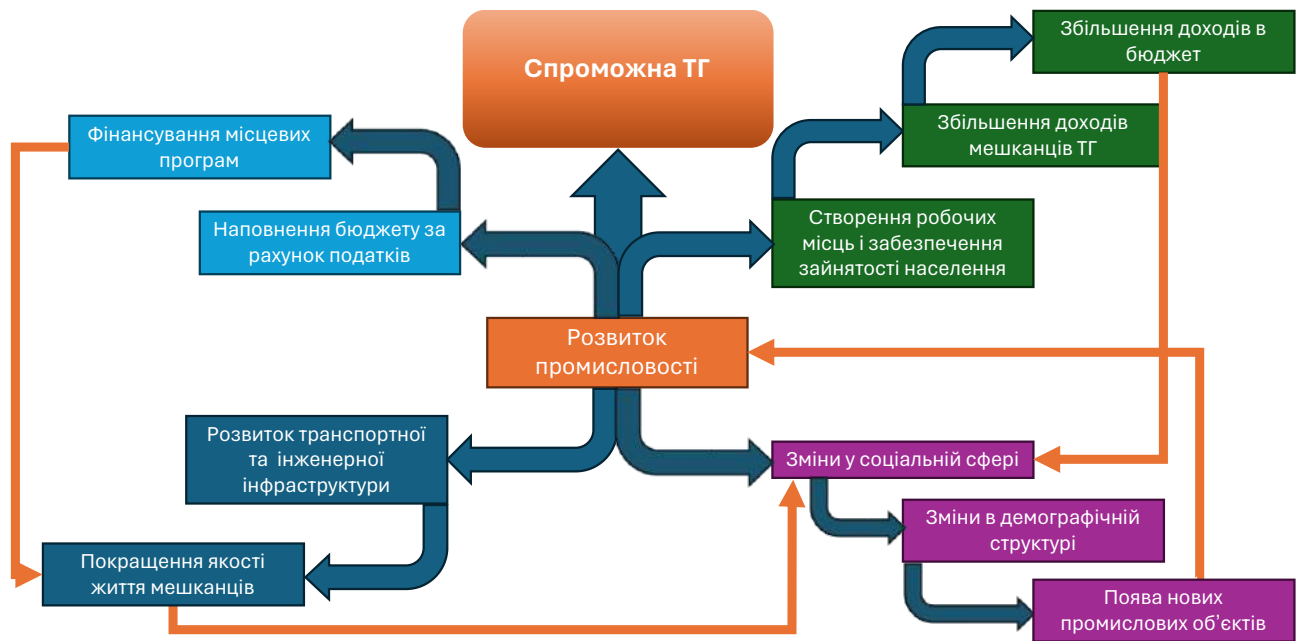 Спроможна ТГ
Збільшення доходів в
бюджет
Фінансування місцевих
програм
Збільшення доходів
мешканців ТГ
Наповнення бюджету за
рахунок податків
Створення робочих
місць і забезпечення
зайнятості населення
Розвиток
промисловості
Розвиток транспортної
та інженерної
інфраструктури
Зміни у соціальній сфері
Зміни в демографічній
структурі
Покращення якості
життя мешканців
Поява нових
промислових об’єктів